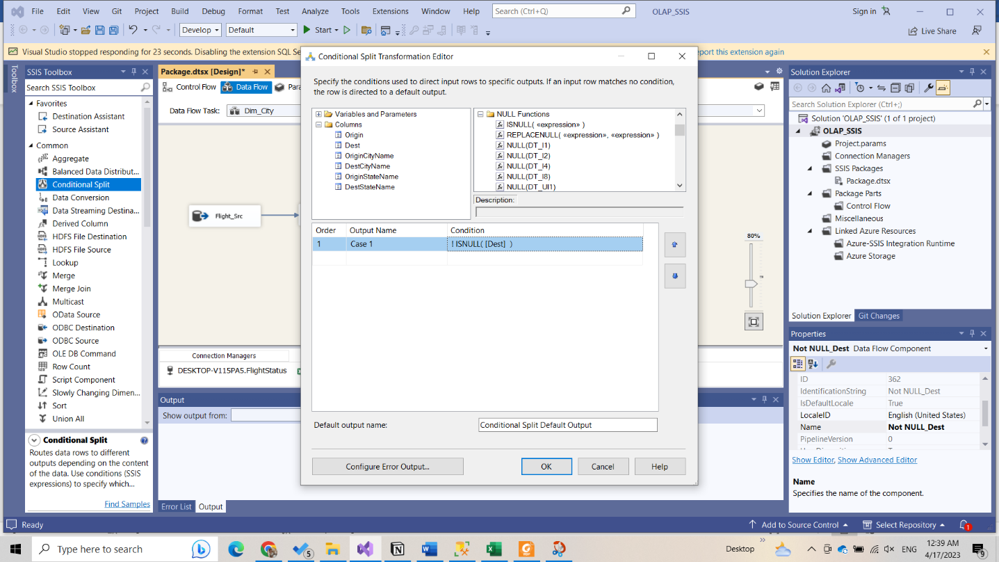 File Edit View Git Project Build Debug Format Test Analyze Tools Extensions Window Help Search (Ctrl+Q) OLAP_SSIS Sign in
Develop Default Start Live Share
Visual Studio stopped responding for 23 seconds. Disabling the extension SQL Se port this extension again
Toolbox
SSIS Toolbox
Search SSIS Toolbox
Favorites
Destination Assistant
Source Assistant
Common
Aggregate
Balanced Data Distribut...
Conditional Split
Data Conversion
Data Streaming Destina...
Derived Column
HDFS File Destination
HDFS File Source
Lookup
Merge
Merge Join
Multicast
OData Source
ODBC Destination
ODBC Source
OLE DB Command
Row Count
Script Component
Slowly Changing Dimen...
Sort
Union All
Conditional Split
Routes data rows to different
outputs depending on the content
of the data. Use conditions (SSIS
expressions) to specify which...
Find Samples
Package.dtsx [Design]*
Control Flow Data Flow Para
Data Flow Task: Dim_City
Flight_Src
80%
Connection Managers
DESKTOP-V115PA5.FlightStatus
Output
Show output from:
Error List Output
Conditional Split Transformation Editor
Specify the conditions used to direct input rows to specific outputs. If an input row matches no condition,
the row is directed to a default output.
Variables and Parameters
Columns
Origin
Dest
OriginCityName
DestCityName
OriginStateName
DestStateName
NULL Functions
ISNULL( «expression» )
REPLACENULL( «expression», «expression» )
NULL(DT_I1)
NULL(DT_I2)
NULL(DT_I4)
NULL(DT_I8)
NULL(DT_UI1)
Description:
Order Output Name Condition
1 Case 1 ! ISNULL( [Dest] )
Default output name: Conditional Split Default Output
Configure Error Output... OK Cancel Help
Solution Explorer
Search Solution Explorer (Ctrl+;)
Solution 'OLAP_SSIS' (1 of 1 project)
OLAP_SSIS
Project.params
Connection Managers
SSIS Packages
Package.dtsx
Package Parts
Control Flow
Miscellaneous
Linked Azure Resources
Azure-SSIS Integration Runtime
Azure Storage
Solution Explorer Git Changes
Properties
Not NULL_Dest Data Flow Component
ID 362
IdentificationString Not NULL_Dest
IsDefaultLocale True
LocaleID English (United States)
Name Not NULL_Dest
PipelineVersion 0
Show Editor, Show Advanced Editor
Name
Specifies the name of the component.
Ready Add to Source Control Select Repository 1
Type here to search 5 Desktop ENG 12:39 AM
4/17/2023 9